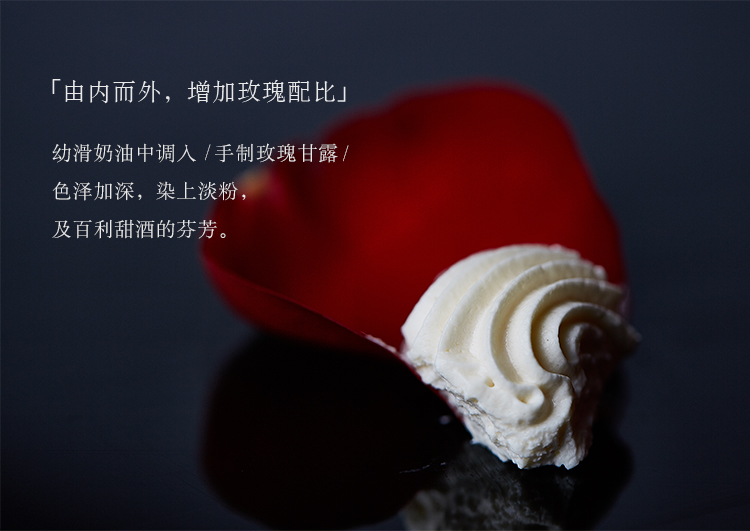 「由内而外，增加玫瑰配比」
幼滑奶油中调入 /手制玫瑰甘露/
色泽加深，染上淡粉，
及百利甜酒的芬芳。